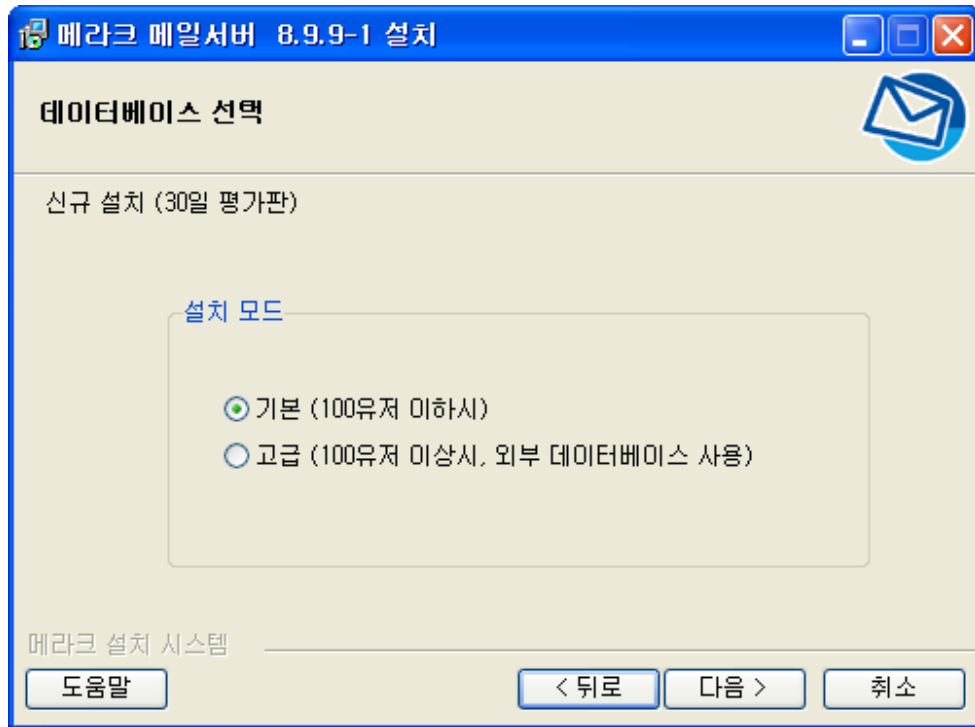 메라크 메일서버 8.9.9-1 설치
데이터베이스 선택
신규 설치 (30일 평가판)
설치 모드
기본 (100유저 이하시)
고급 (100유저 이상시, 외부 데이터베이스 사용)
메라크 설치 시스템
도움말
< 뒤로
다음 >
취소